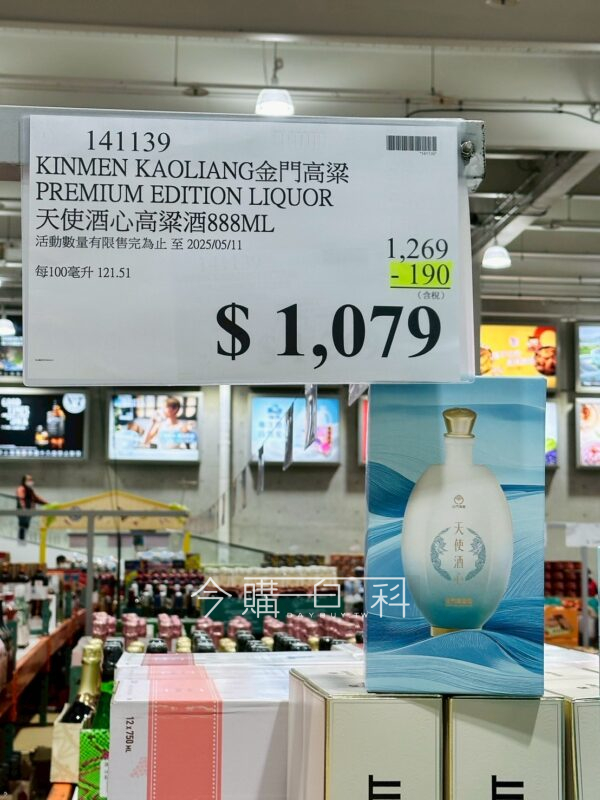 141139
KINMEN KAOLIANG金門高粱
PREMIUM EDITION LIQUOR
天使酒心高粱酒888ML
活動數量有限售完為止 至 2025/05/11
1,269
- 190
(含稅)
每100毫升 121.51
$ 1,079
天使酒心
今購百科
12 x 750 ML